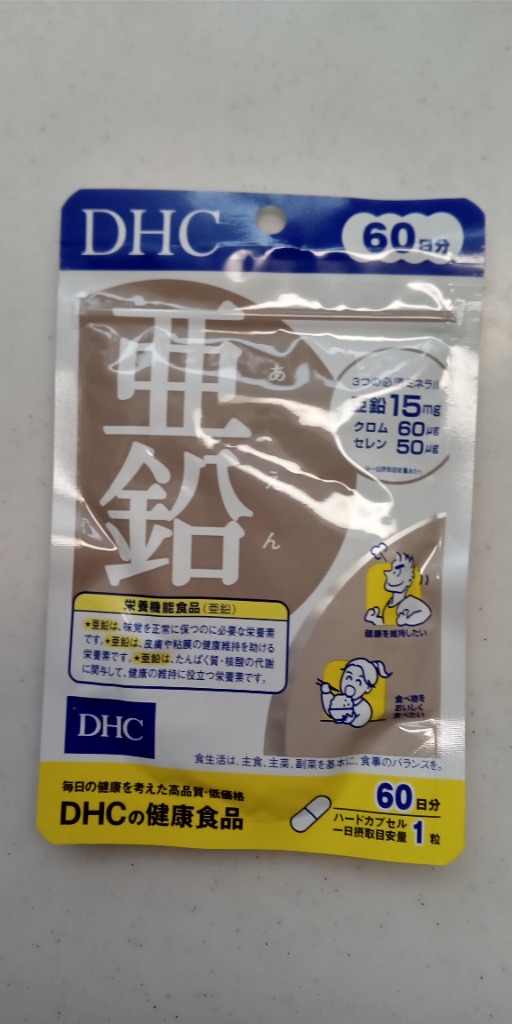 DHC
60日分
亜鉛
あえん
3つの必須ミネラル
亜鉛 15mg
クロム 60μg
セレン 50μg
※一日摂取目安量あたり
健康を維持したい
栄養機能食品(亜鉛)
★亜鉛は、味覚を正常に保つのに必要な栄養素
です。★亜鉛は、皮膚や粘膜の健康維持を助ける
栄養素です。★亜鉛は、たんぱく質・核酸の代謝
に関与して、健康の維持に役立つ栄養素です。
食べ物を
おいしく
食べたい
DHC
食生活は、主食、主菜、副菜を基本に、食事のバランスを。
毎日の健康を考えた高品質・低価格
DHCの健康食品
60日分
ハードカプセル
一日摂取目安量 1粒